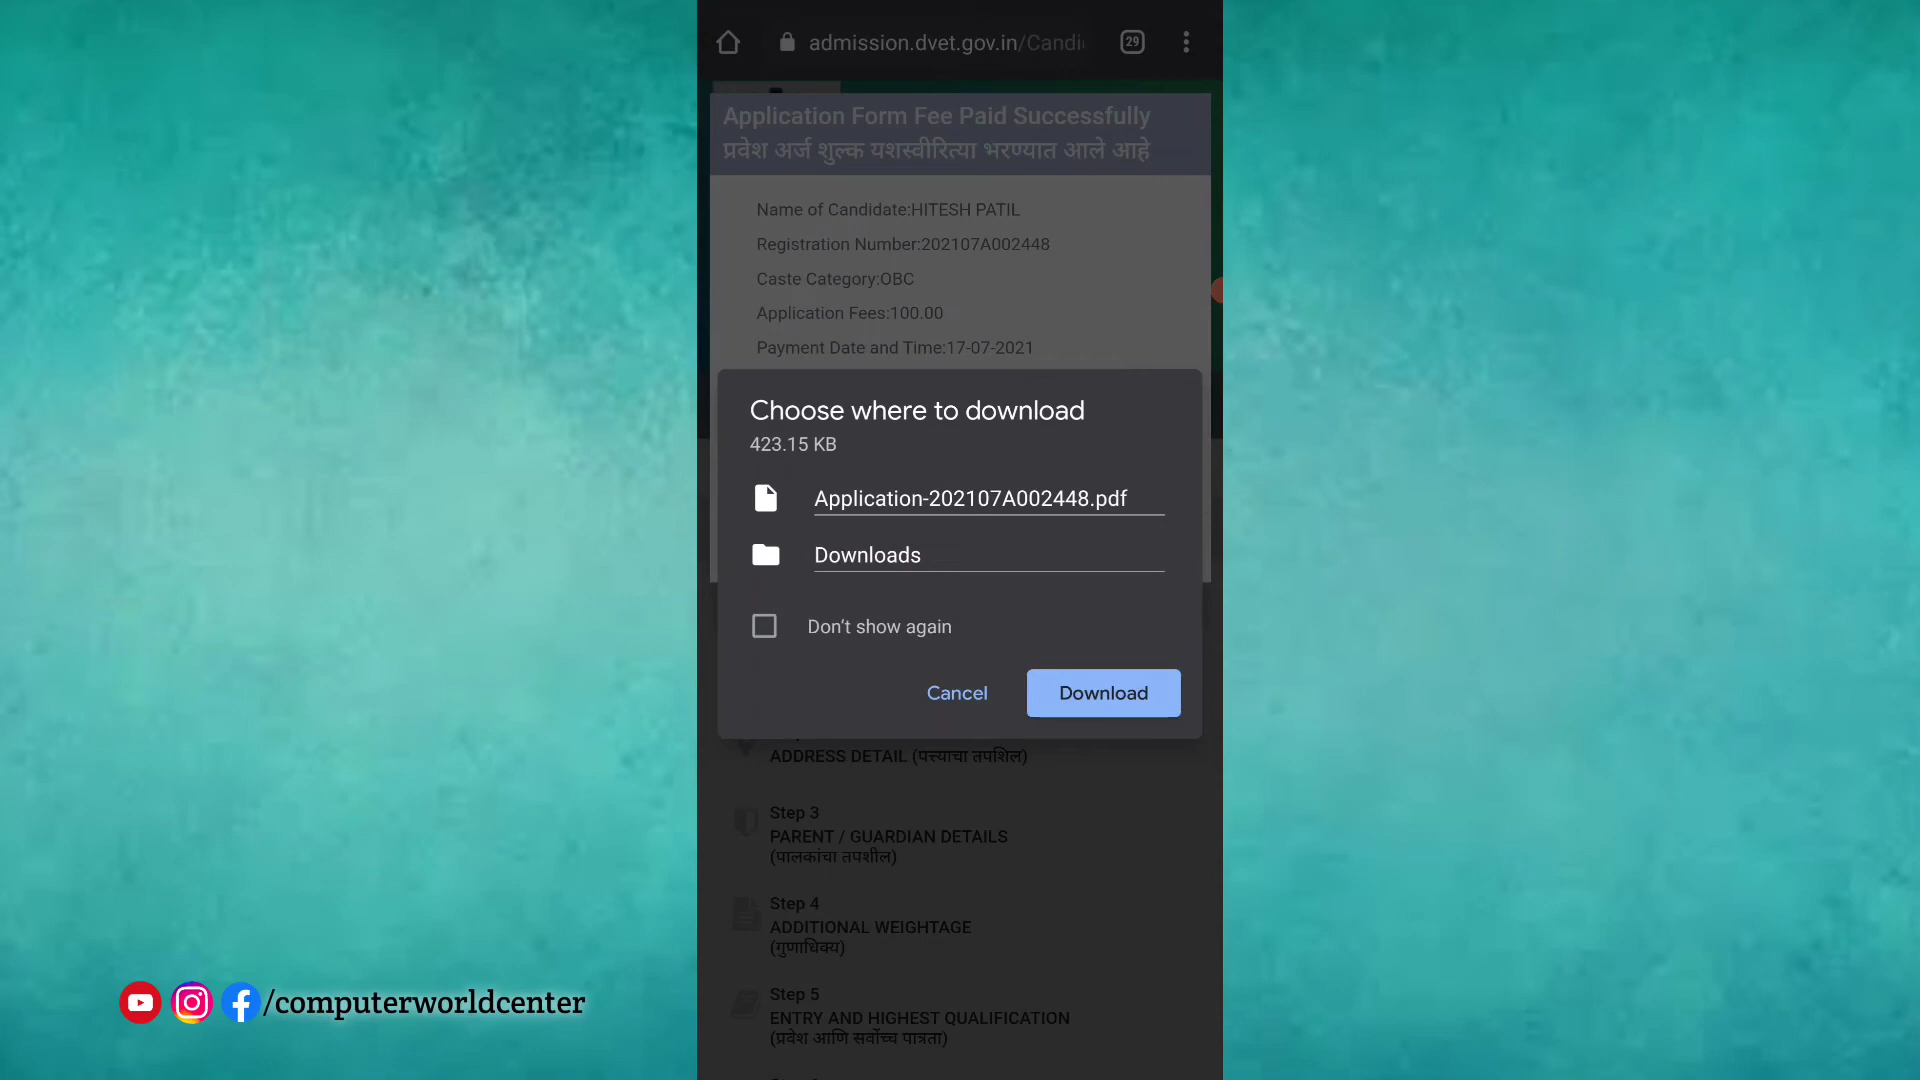 admission.dvet.gov.in/Candi
29
Application Form Fee Paid Successfully
प्रवेश अर्ज शुल्क यशस्वीरित्या भरण्यात आले आहे
Name of Candidate:HITESH PATIL
Registration Number:202107A002448
Caste Category:OBC
Application Fees:100.00
Payment Date and Time:17-07-2021
Choose where to download
423.15 KB
Application-202107A002448.pdf
Downloads
Don't show again
Cancel
Download
ADDRESS DETAIL (पत्त्याचा तपशिल)
Step 3
PARENT / GUARDIAN DETAILS
(पालकांचा तपशील)
Step 4
ADDITIONAL WEIGHTAGE
(गुणाधिक्य)
Step 5
ENTRY AND HIGHEST QUALIFICATION
(प्रवेश आणि सर्वोच्च पात्रता)
/computerworldcenter